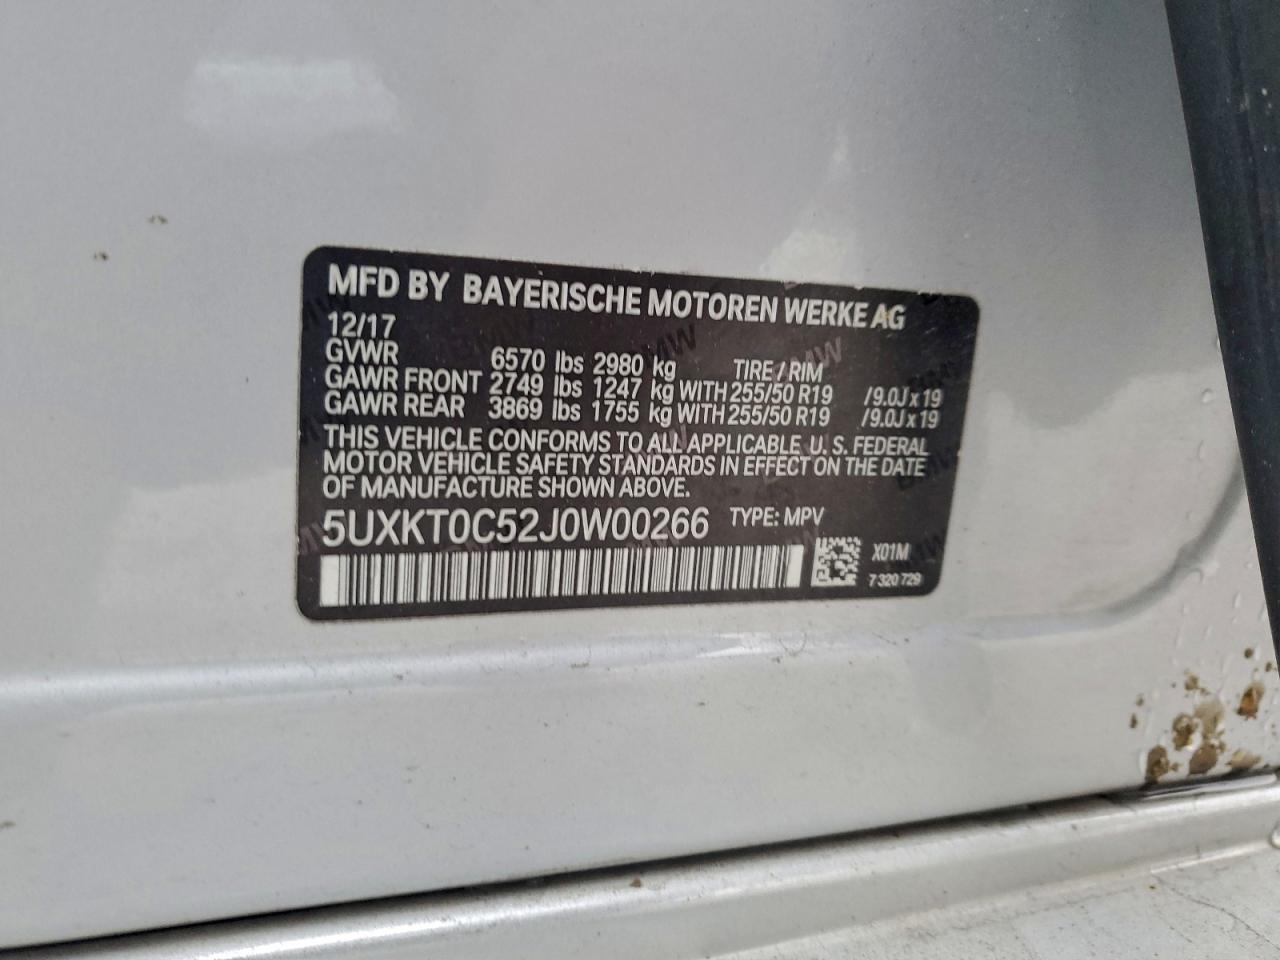 MFD BY BAYERISCHE MOTOREN WERKE AG
12/17
GVWR 6570 lbs 2980 kg TIRE / RIM
GAWR FRONT 2749 lbs 1247 kg WITH 255/50 R19 /9.0J x 19
GAWR REAR 3869 lbs 1755 kg WITH 255/50 R19 /9.0J x 19
THIS VEHICLE CONFORMS TO ALL APPLICABLE U. S. FEDERAL
MOTOR VEHICLE SAFETY STANDARDS IN EFFECT ON THE DATE
OF MANUFACTURE SHOWN ABOVE.
5UXKT0C52J0W00266 TYPE: MPV
X01M
7 320 729